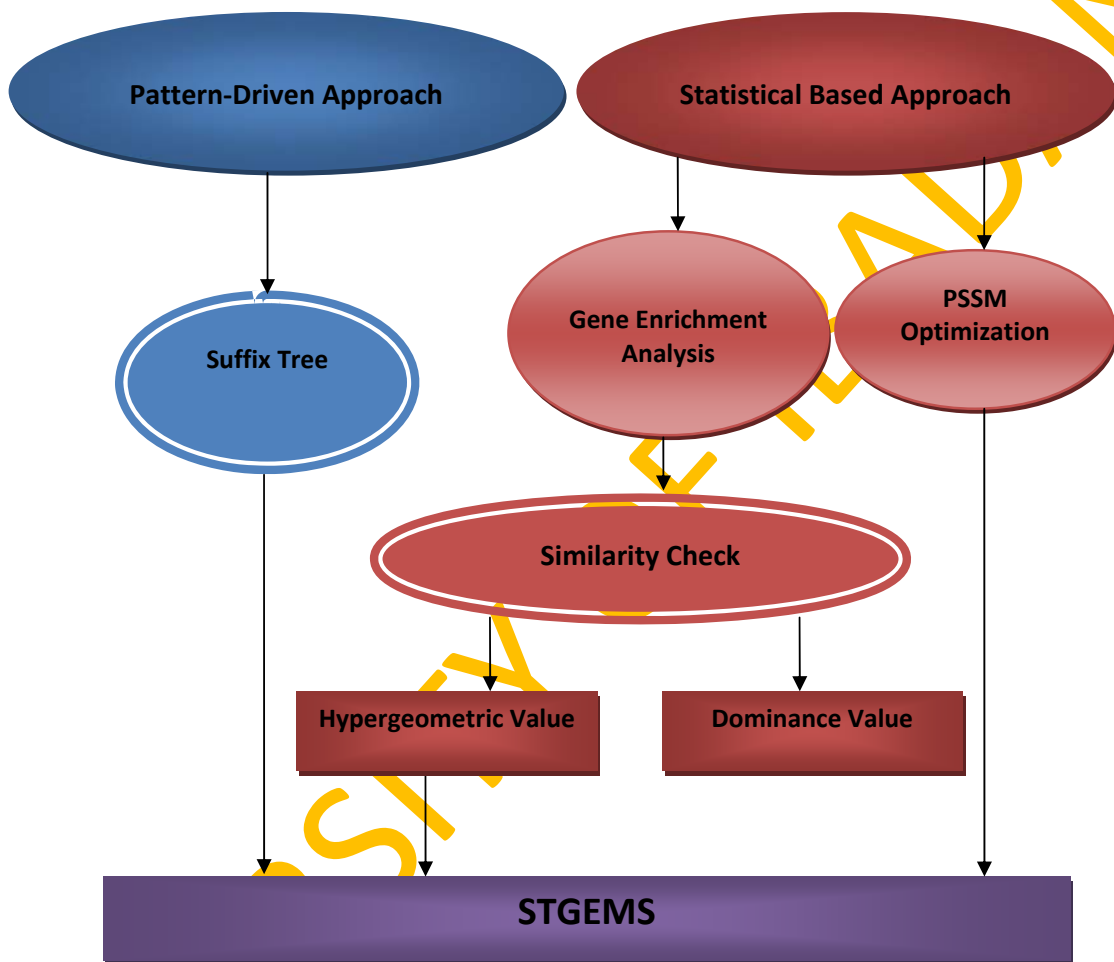 Pattern-Driven Approach
Statistical Based Approach
Suffix Tree
Gene Enrichment
Analysis
PSSM
Optimization
Similarity Check
Hypergeometric Value
Dominance Value
STGEMS